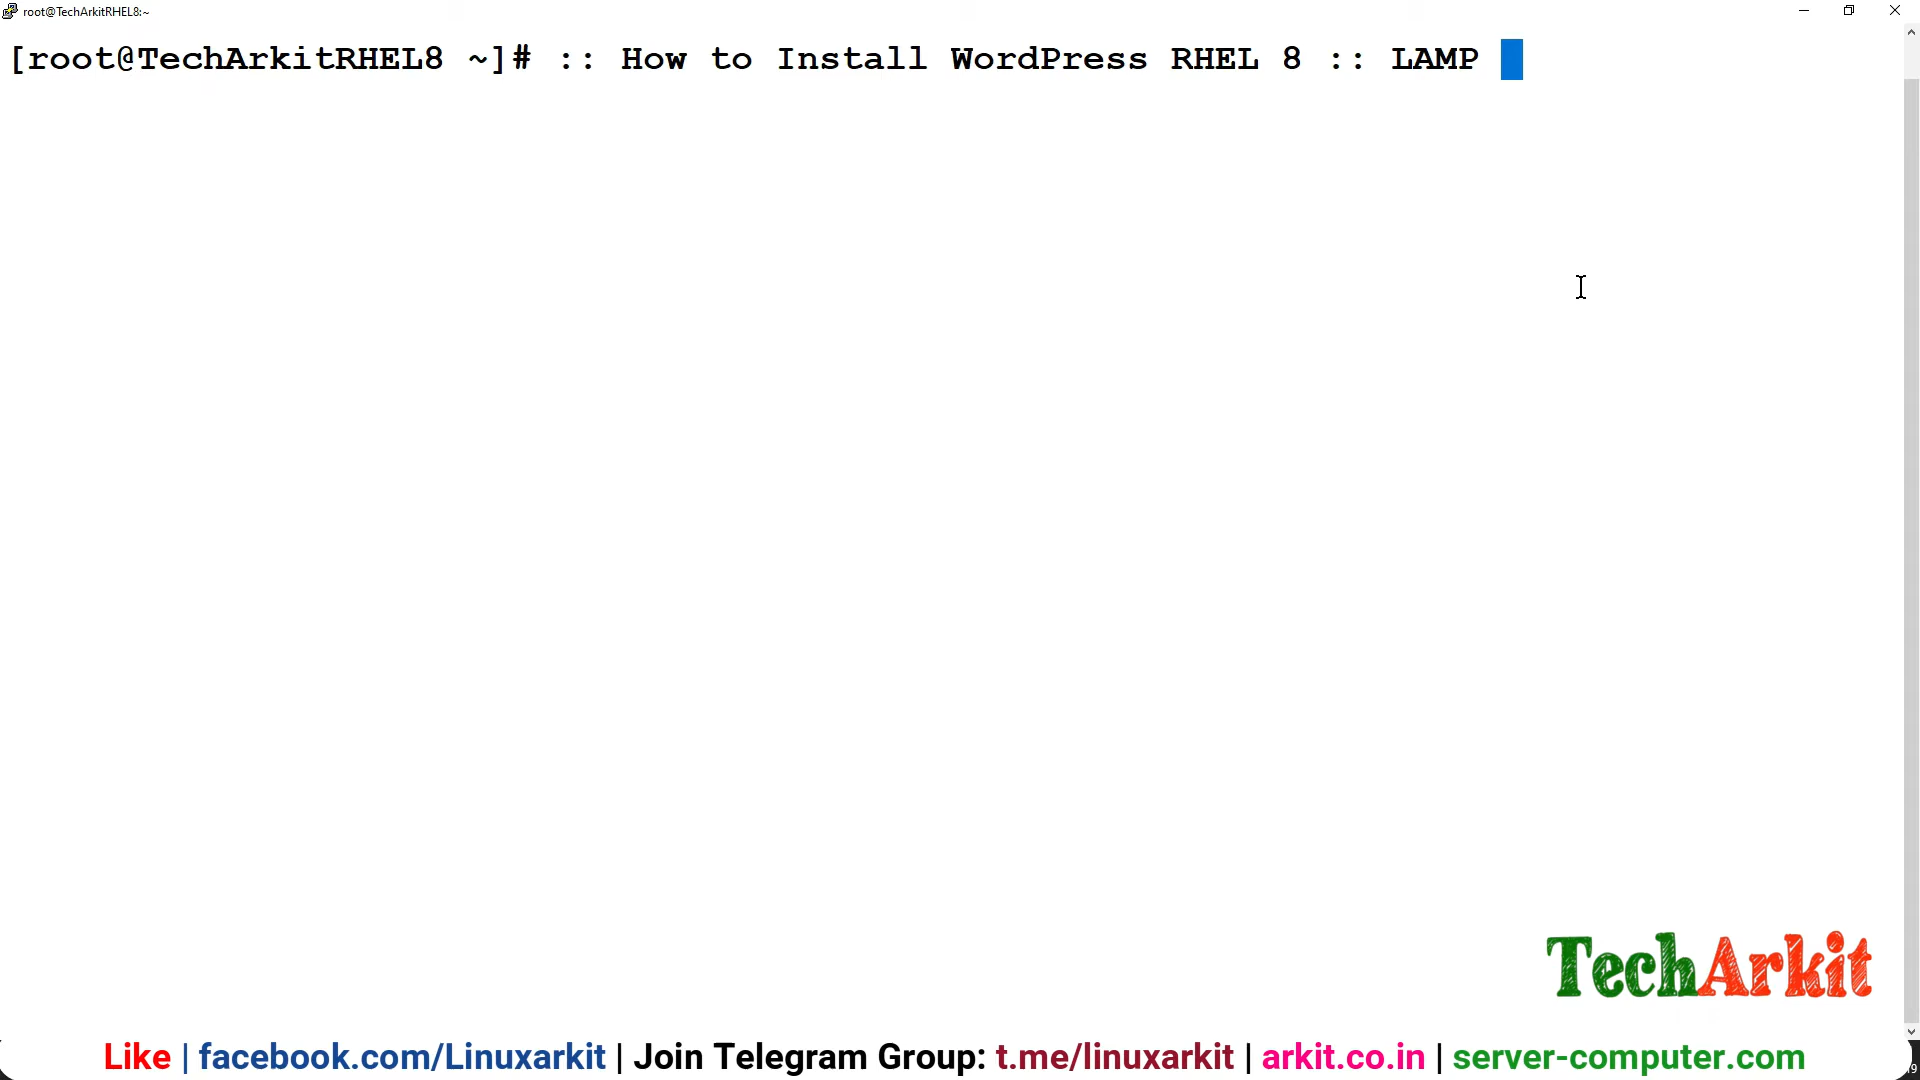 root@TechArkitRHEL8:~
[root@TechArkitRHEL8 ~]# :: How to Install WordPress RHEL 8 :: LAMP
TechArkit
Like | facebook.com/Linuxarkit | Join Telegram Group: t.me/linuxarkit | arkit.co.in | server-computer.com